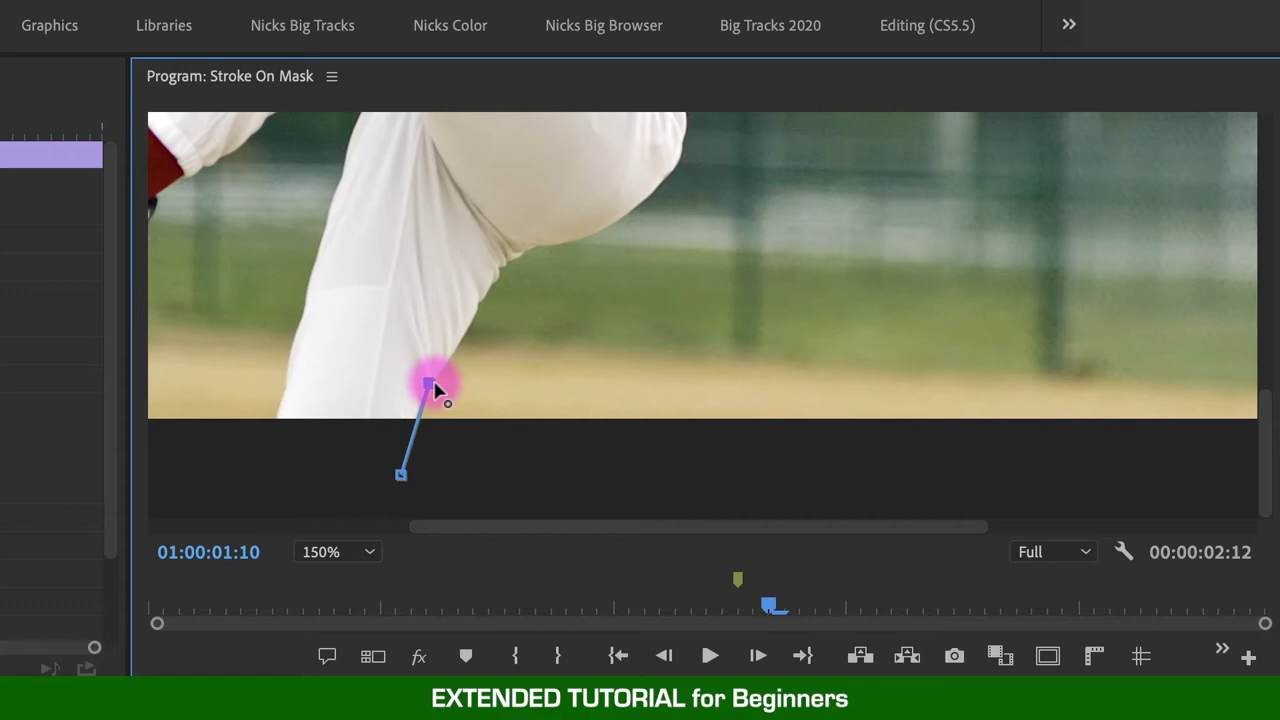 Graphics Libraries Nicks Big Tracks Nicks Color Nicks Big Browser Big Tracks 2020 Editing (CS5.5)
Program: Stroke On Mask
01:00:01:10 150% Full 00:00:02:12
fx
EXTENDED TUTORIAL for Beginners